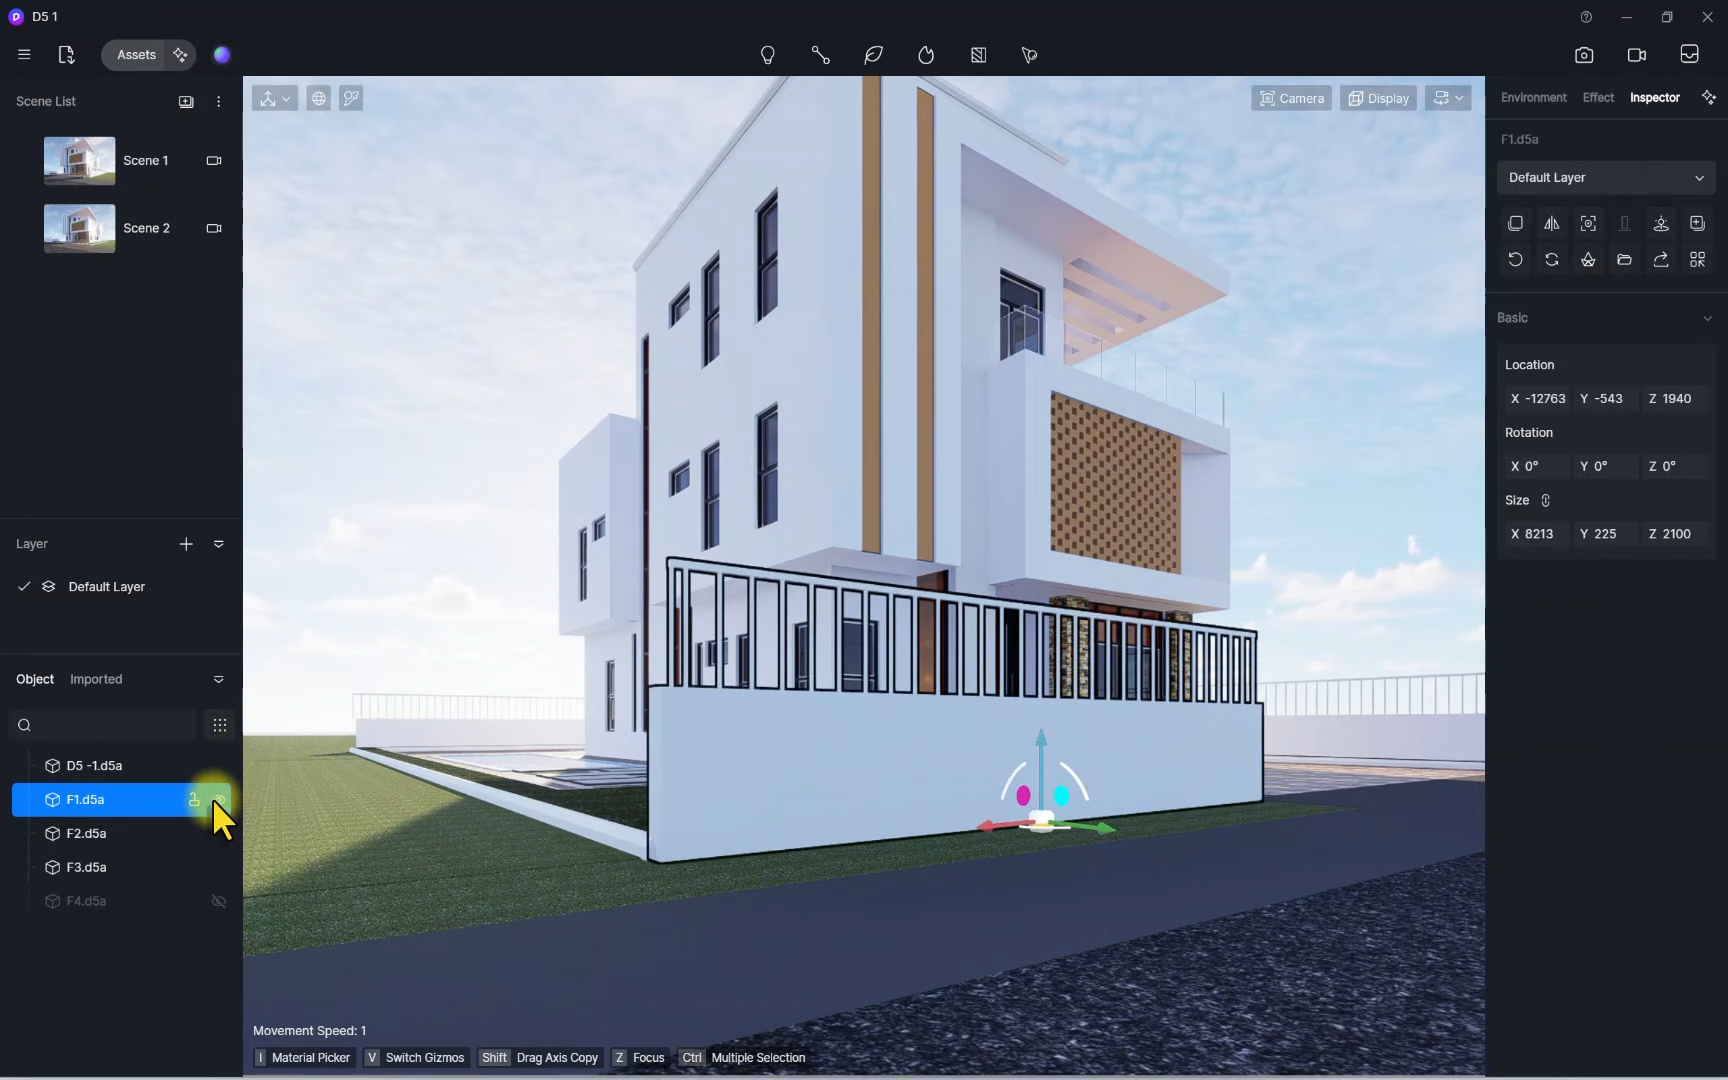 D5 1
Assets
Scene List
Scene 1
Scene 2
Layer
Default Layer
Object Imported
D5 -1.d5a
F1.d5a
F2.d5a
F3.d5a
F4.d5a
Camera Display
Movement Speed: 1
I Material Picker V Switch Gizmos Shift Drag Axis Copy Z Focus Ctrl Multiple Selection
Environment Effect Inspector
F1.d5a
Default Layer
Basic
Location
X -12763 Y -543 Z 1940
Rotation
X 0° Y 0° Z 0°
Size
X 8213 Y 225 Z 2100